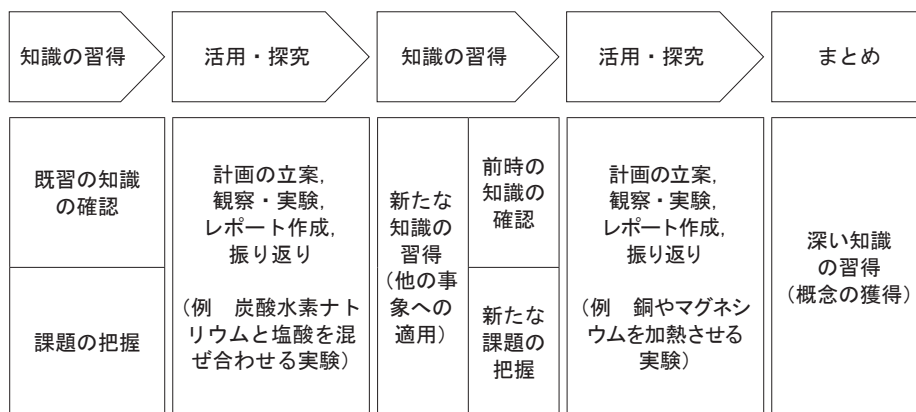 知識の習得
活用・探究
知識の習得
活用・探究
まとめ
既習の知識
の確認
課題の把握
計画の立案,
観察・実験,
レポート作成,
振り返り
(例　炭酸水素ナト
リウムと塩酸を混
ぜ合わせる実験)
新たな
知識の
習得
(他の事
象への
適用)
前時の
知識の
確認
新たな
課題の
把握
計画の立案,
観察・実験,
レポート作成,
振り返り
(例　銅やマグネシ
ウムを加熱させる
実験)
深い知識
の習得
(概念の獲得)